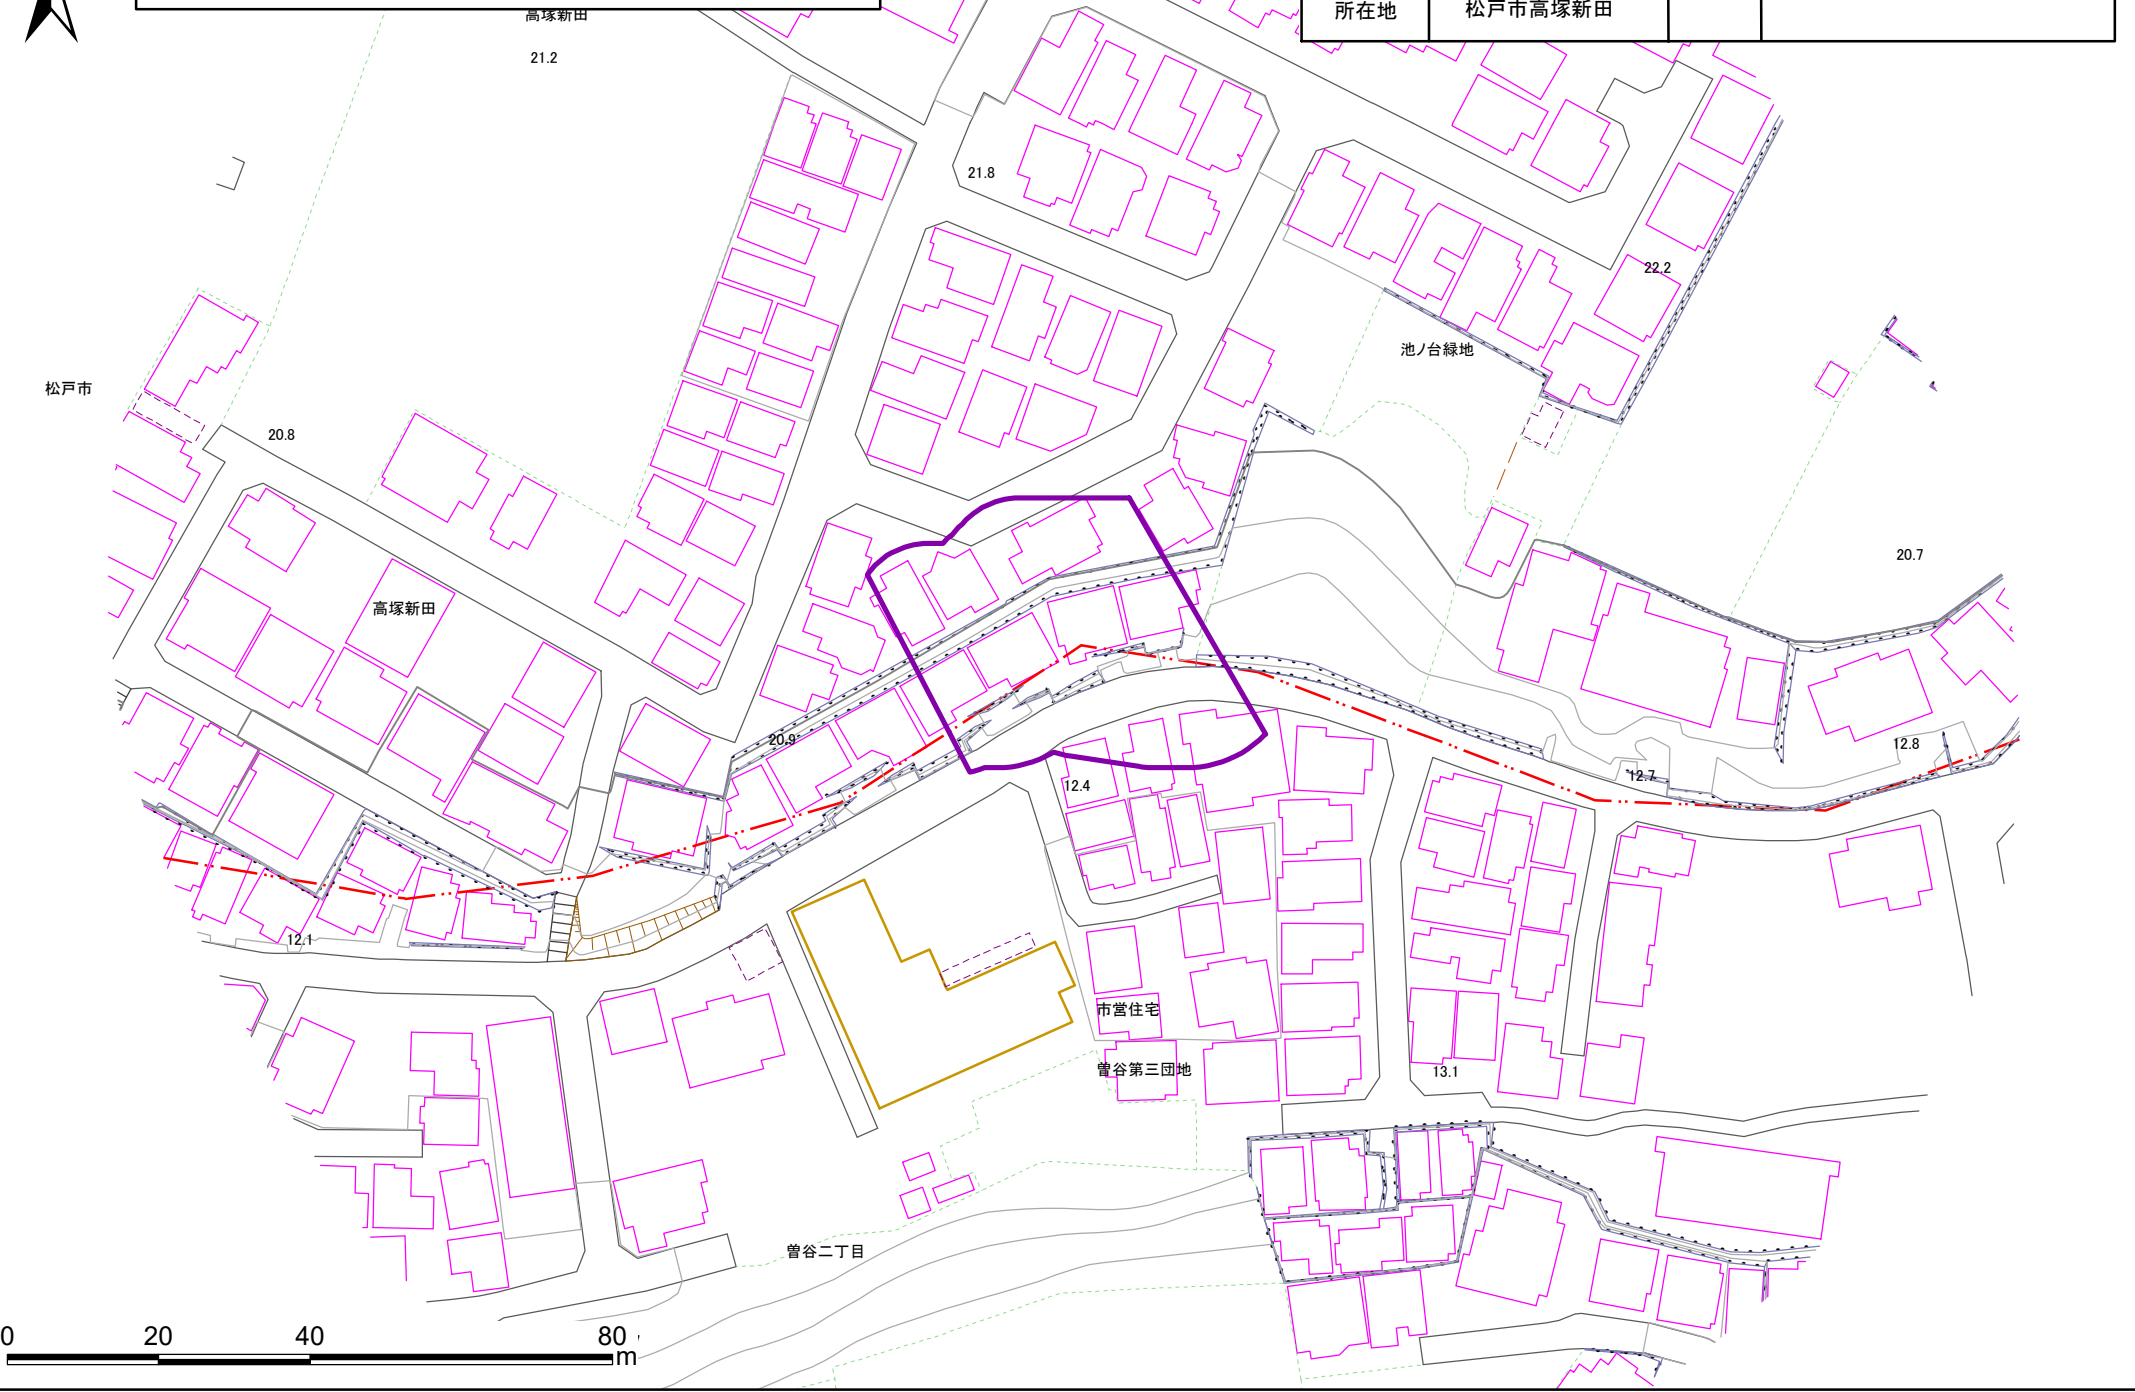 高塚新田
所在地
松戸市高塚新田
21.2
21.8
22.2
池ノ台緑地
松戸市
20.8
20.7
高塚新田
20.9
12.8
12.7
12.4
12.1
市営住宅
曽谷第三団地
13.1
曽谷二丁目
0 20 40 80
m